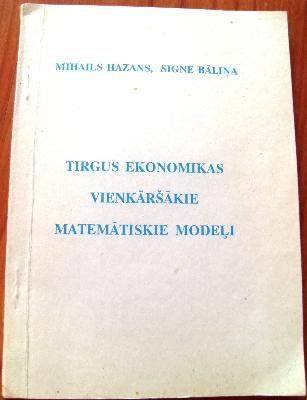 MIHAILS HAZANS, SIGNE BĀLIŅA
TIRGUS EKONOMIKAS
VIENKĀRŠĀKIE
MATEMĀTISKIE MODEĻI